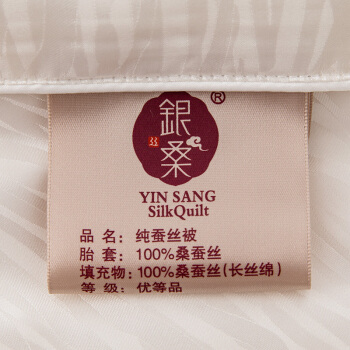 ®
銀桑
YIN SANG
SilkQuilt
品 名：纯蚕丝被
胎 套：100%桑蚕丝
填充物：100%桑蚕丝(长丝绵)
等 级：优等品